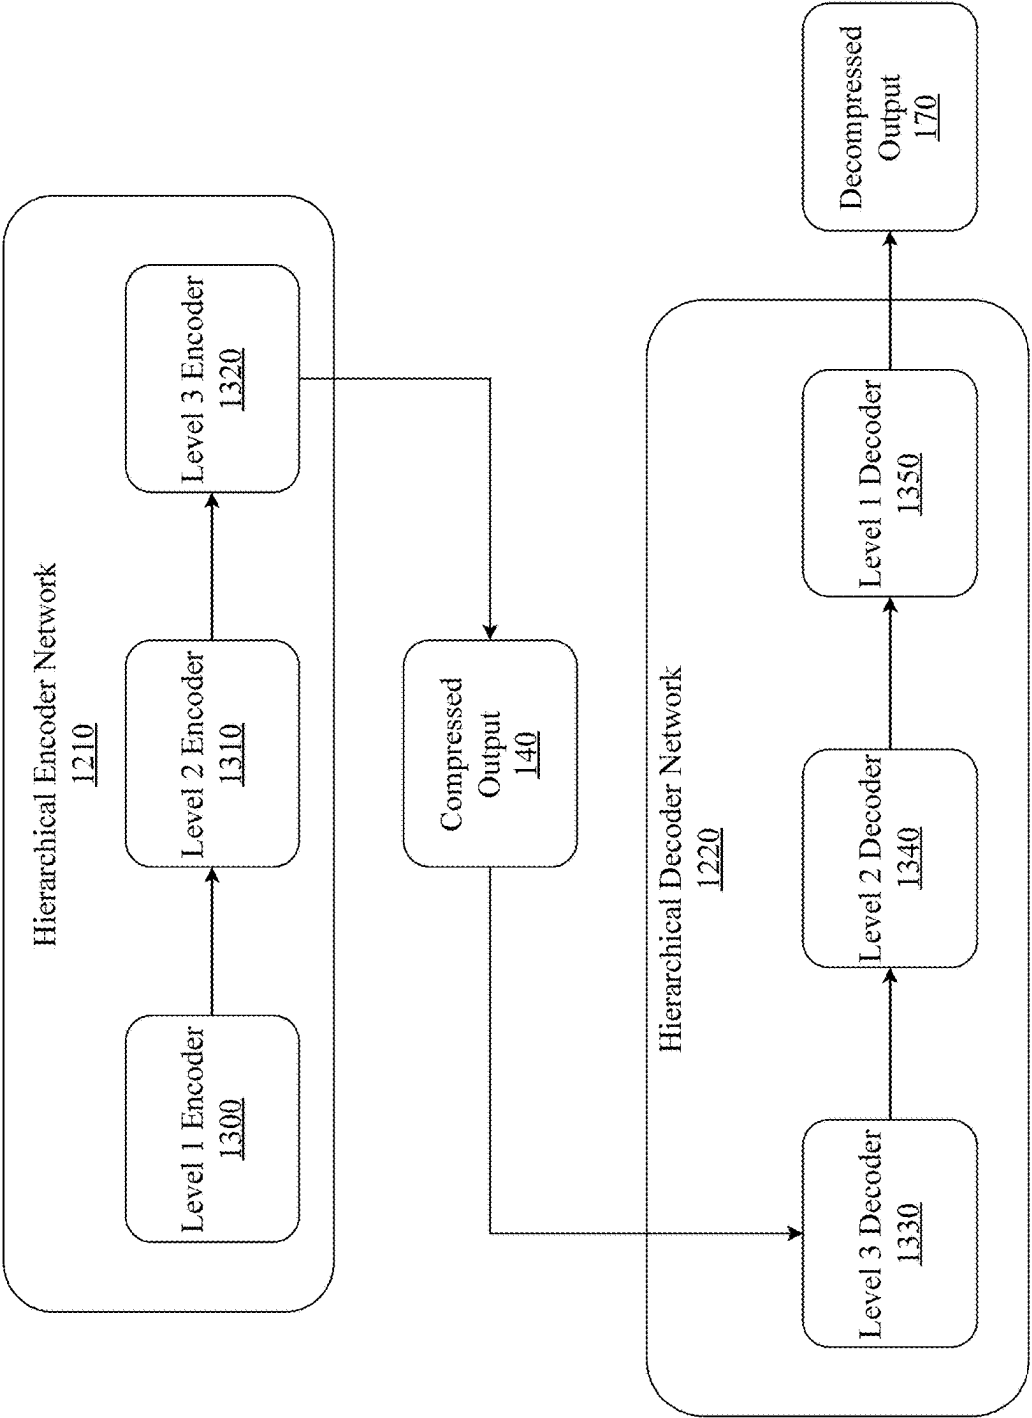 Hierarchical Encoder Network
1210
Level 1 Encoder
1300
Level 2 Encoder
1310
Level 3 Encoder
1320
Compressed
Output
140
Hierarchical Decoder Network
1220
Level 3 Decoder
1330
Level 2 Decoder
1340
Level 1 Decoder
1350
Decompressed
Output
170